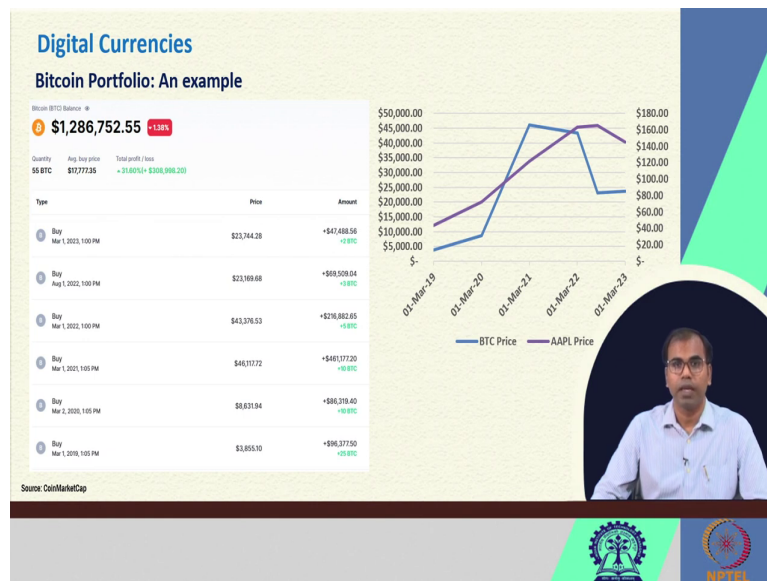 Digital Currencies
Bitcoin Portfolio: An example
Bitcoin (BTC) Balance
$1,286,752.55 1.38%
Quantity Avg. buy price Total profit / loss
55 BTC $17,777.35 31.60%(+ $308,998.20)
Type Price Amount
Buy $23,744.28 +$47,488.56
Mar 1, 2023, 1:00 PM +2 BTC
Buy $23,169.68 +$69,509.04
Aug 1, 2022, 1:00 PM +3 BTC
Buy $43,376.53 +$216,882.65
Mar 1, 2022, 1:00 PM +5 BTC
Buy $46,117.72 +$461,177.20
Mar 1, 2021, 1:05 PM +10 BTC
Buy $8,631.94 +$86,319.40
Mar 2, 2020, 1:05 PM +10 BTC
Buy $3,855.10 +$96,377.50
Mar 1, 2019, 1:05 PM +25 BTC
Source: CoinMarketCap
$50,000.00 $180.00
$45,000.00 $160.00
$40,000.00 $140.00
$35,000.00 $120.00
$30,000.00 $100.00
$25,000.00 $80.00
$20,000.00 $60.00
$15,000.00 $40.00
$10,000.00 $20.00
$5,000.00 $-
$-
01-Mar-19
01-Mar-20
01-Mar-21
01-Mar-22
01-Mar-23
BTC Price AAPL Price
NPTEL